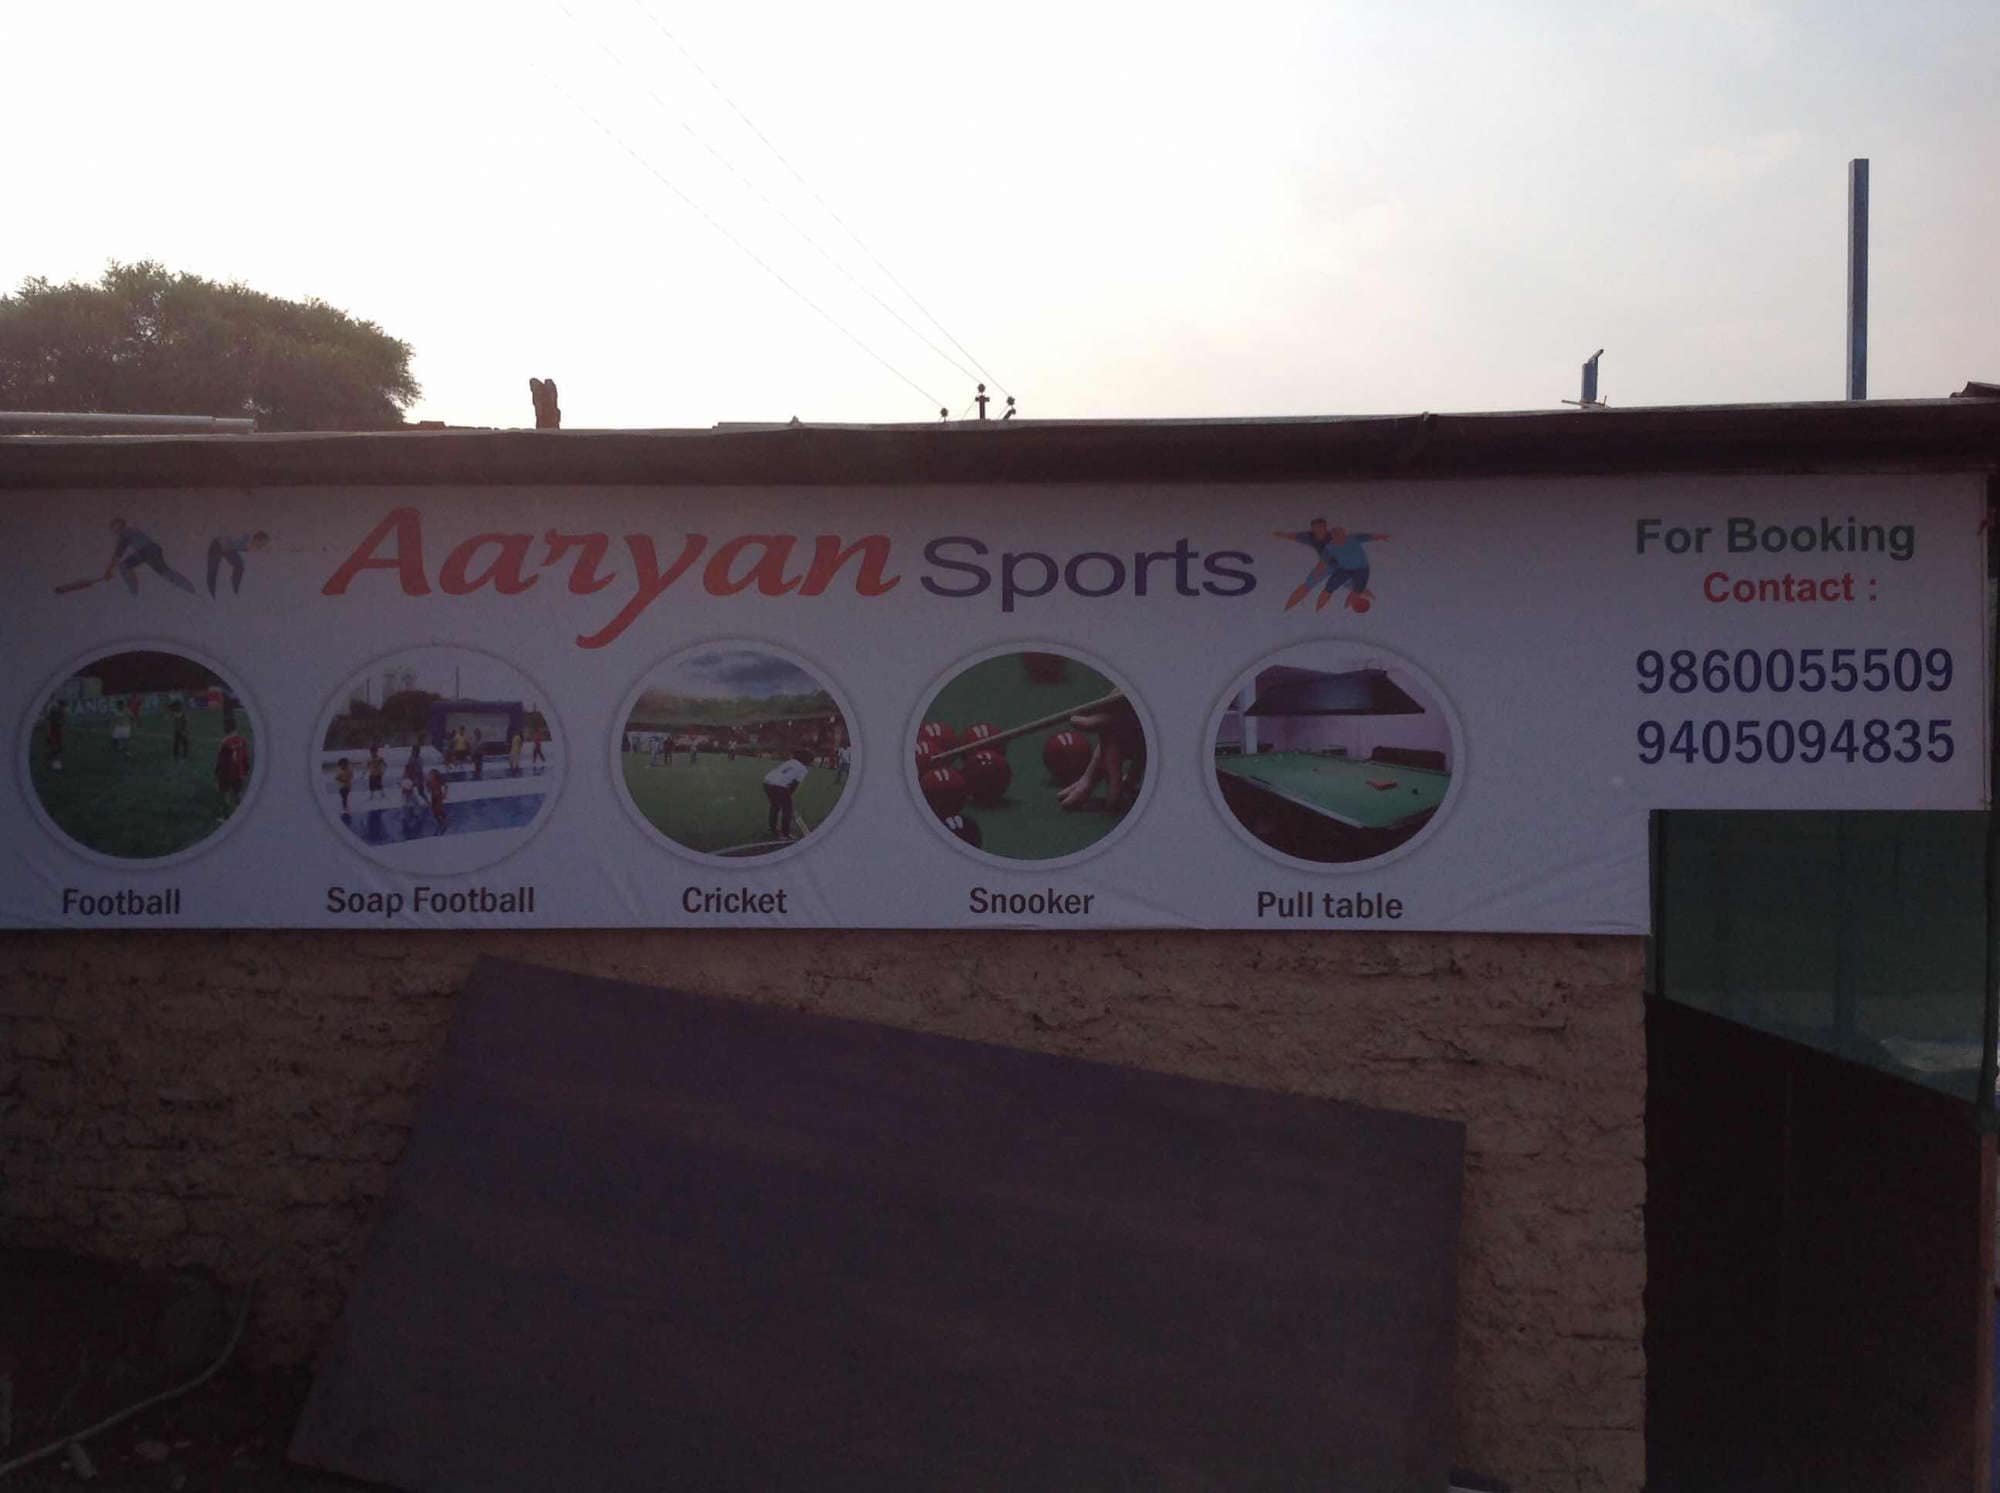 Aaryan Sports
For Booking
Contact :
9860055509
9405094835
Football
Soap Football
Cricket
Snooker
Pull table